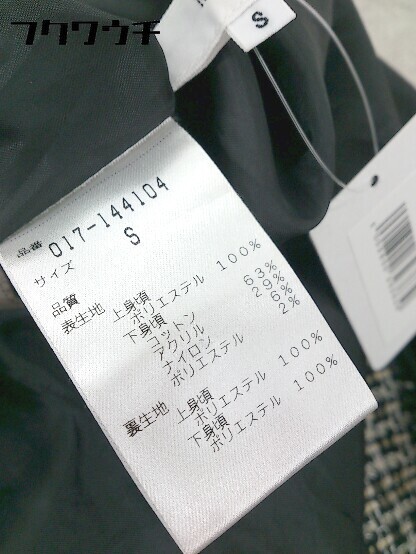 フクワウチ
S
品番 017-144104
サイズ S
品質
表生地 上身頃
ポリエステル 100%
下身頃
コットン 63%
アクリル 29%
ナイロン 6%
ポリエステル 2%
裏生地 上身頃
ポリエステル 100%
下身頃
ポリエステル 100%